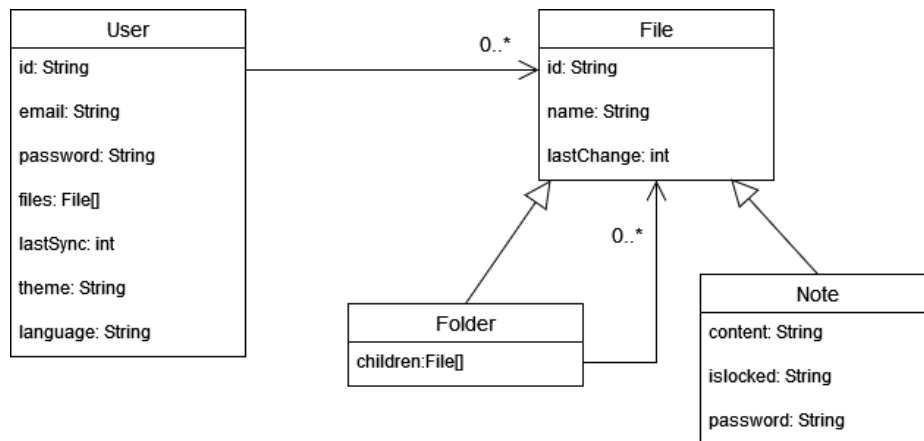 User
id: String
email: String
password: String
files: File[]
lastSync: int
theme: String
language: String
0..*
File
id: String
name: String
lastChange: int
0..*
Folder
children:File[]
Note
content: String
islocked: String
password: String